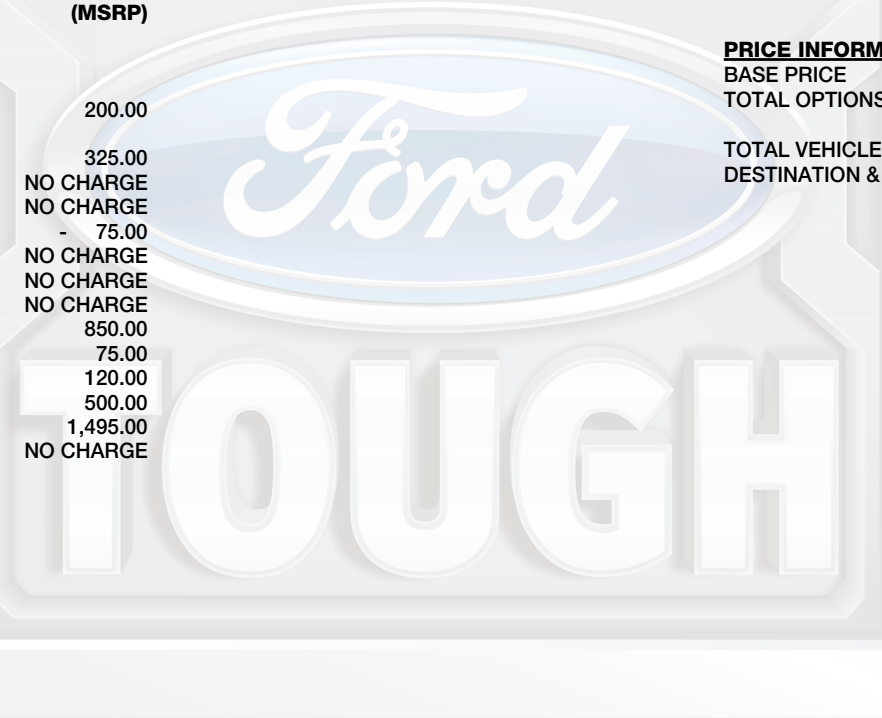 (MSRP)
200.00
325.00
NO CHARGE
NO CHARGE
- 75.00
NO CHARGE
NO CHARGE
NO CHARGE
850.00
75.00
120.00
500.00
1,495.00
NO CHARGE
PRICE INFORM
BASE PRICE
TOTAL OPTIONS
TOTAL VEHICLE
DESTINATION &
Ford
TOUGH